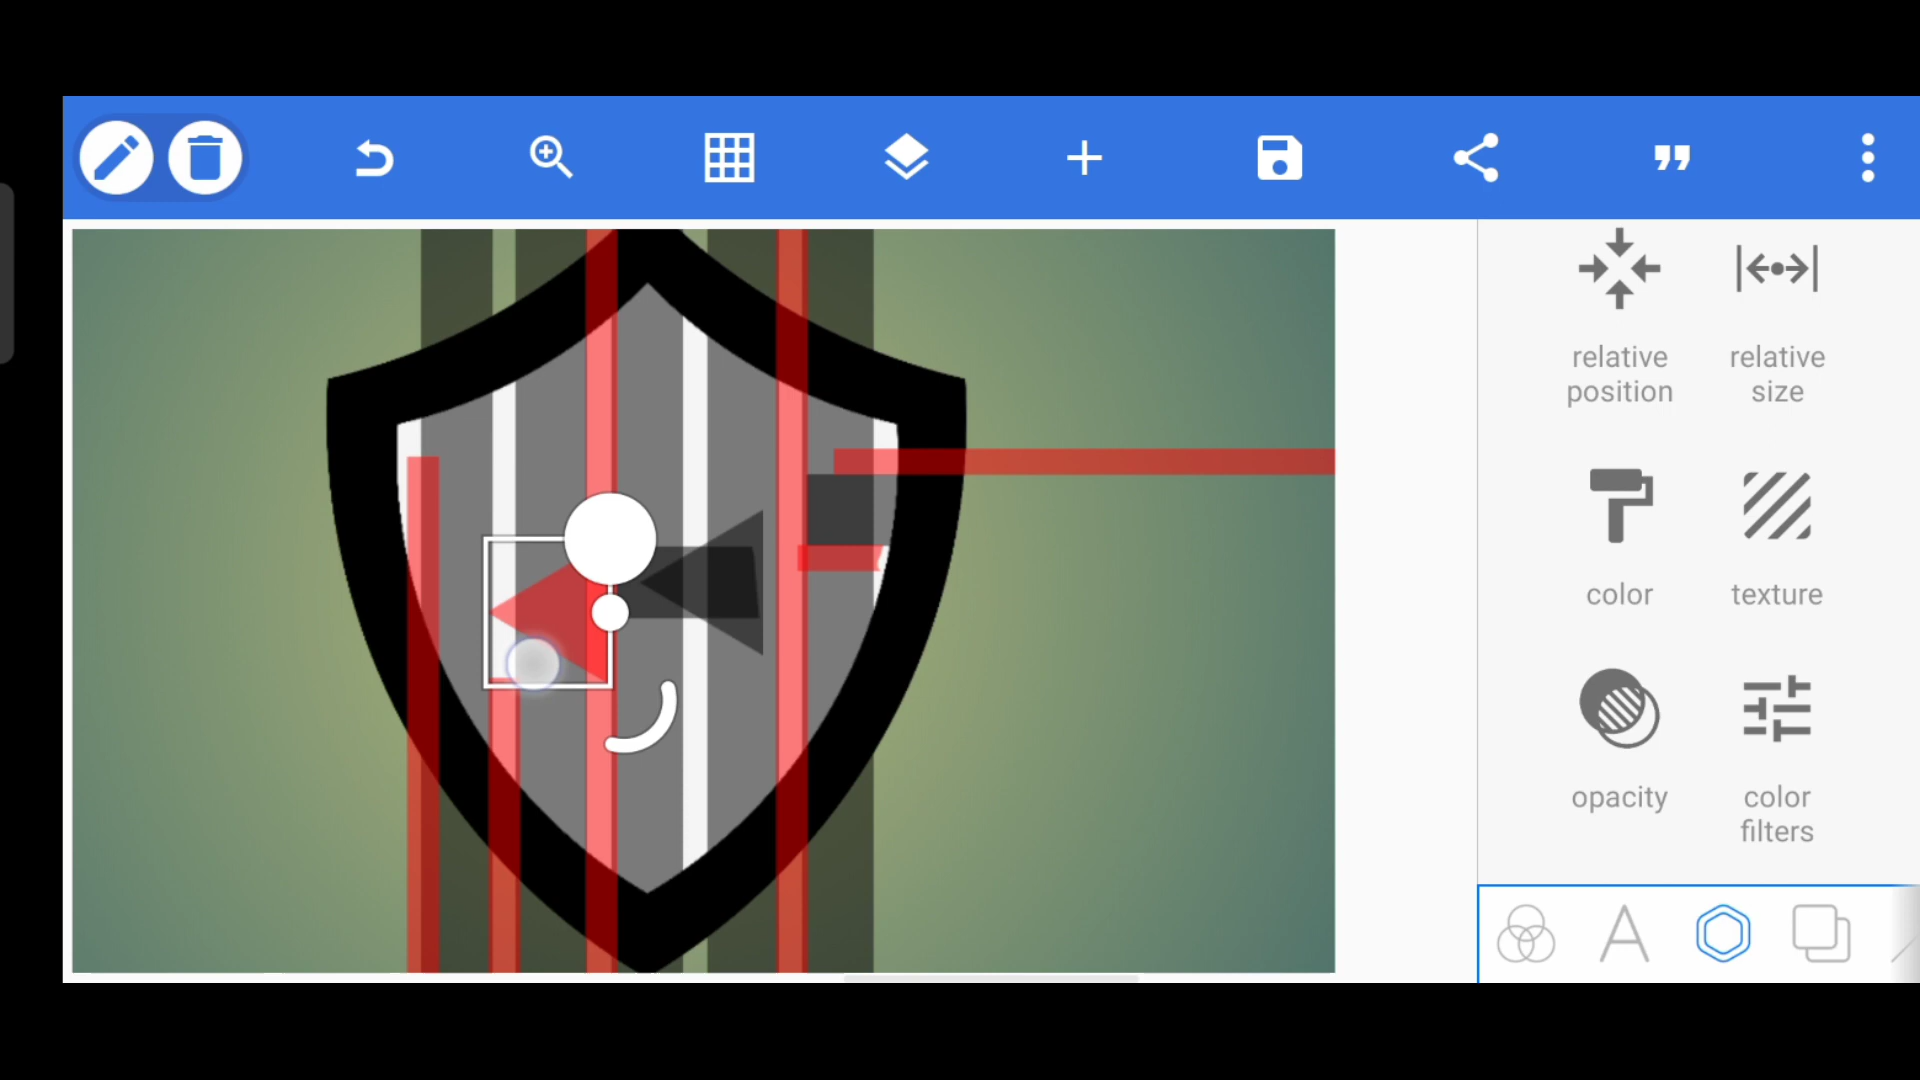 relative
position
relative
size
color
texture
opacity
color
filters